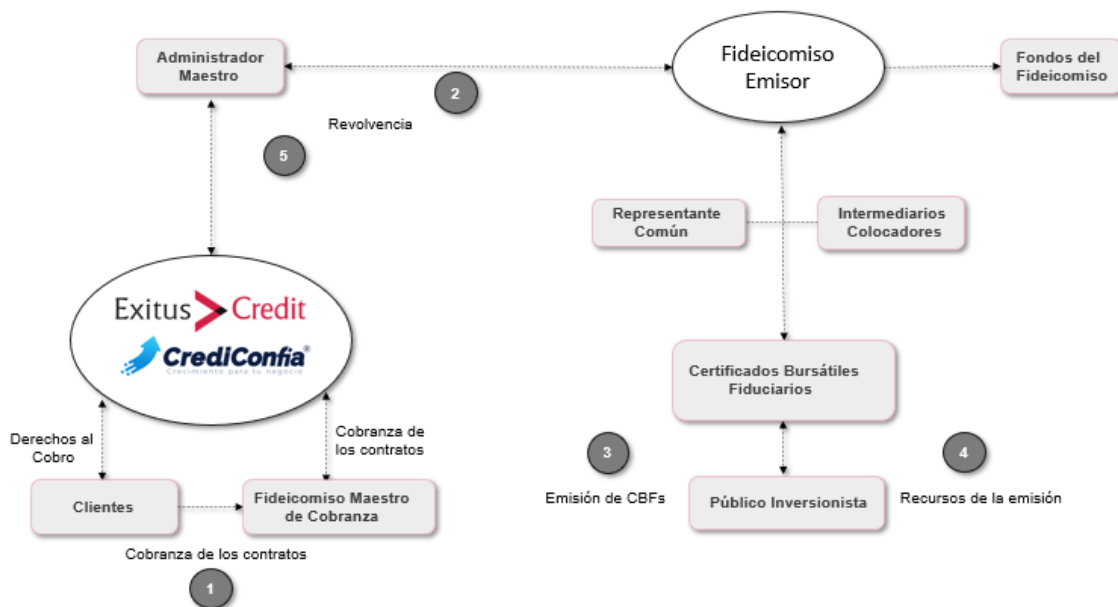 Administrador
Maestro
Fideicomiso
Emisor
Fondos del
Fideicomiso
2
Revolvencia
5
Representante
Común
Intermediarios
Colocadores
Exitus Credit
CrediConfia®
Crecimiento para tu negocio
Certificados Bursátiles
Fiduciarios
Derechos al
Cobro
Cobranza de
los contratos
3
Emisión de CBFs
4
Recursos de la emisión
Clientes
Fideicomiso Maestro
de Cobranza
Público Inversionista
Cobranza de los contratos
1